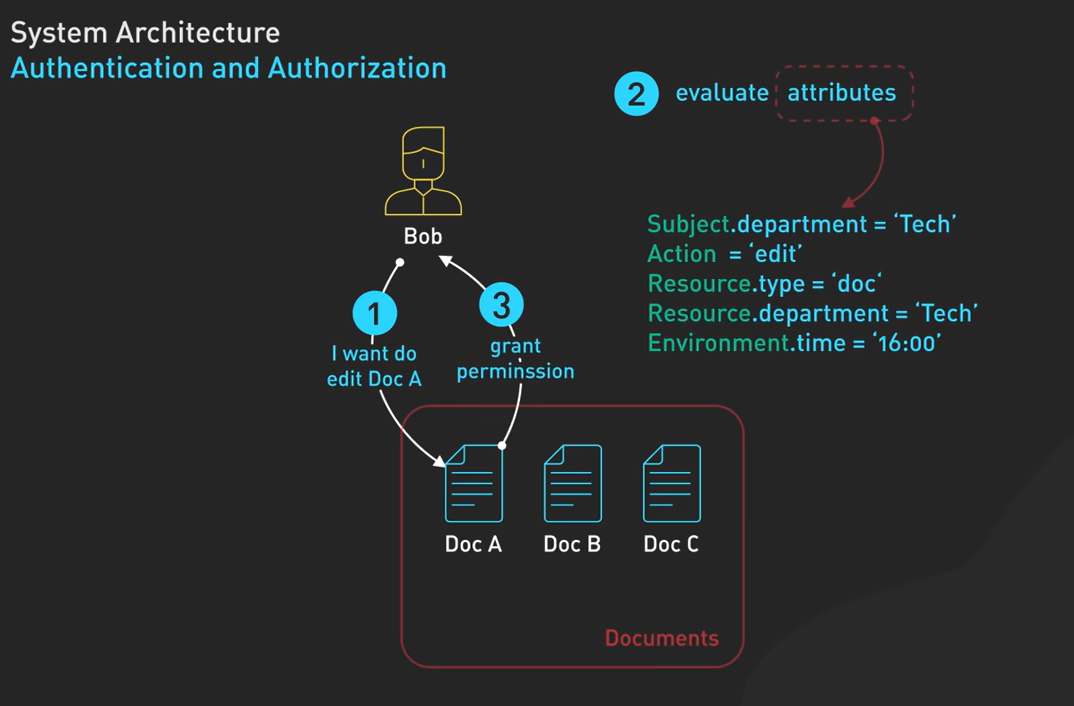 System Architecture
Authentication and Authorization
2 evaluate attributes
Bob
1
I want do
edit Doc A
3
grant
perminssion
Subject.department = ‘Tech’
Action = ‘edit’
Resource.type = ‘doc‘
Resource.department = ‘Tech’
Environment.time = ‘16:00’
Doc A Doc B Doc C
Documents